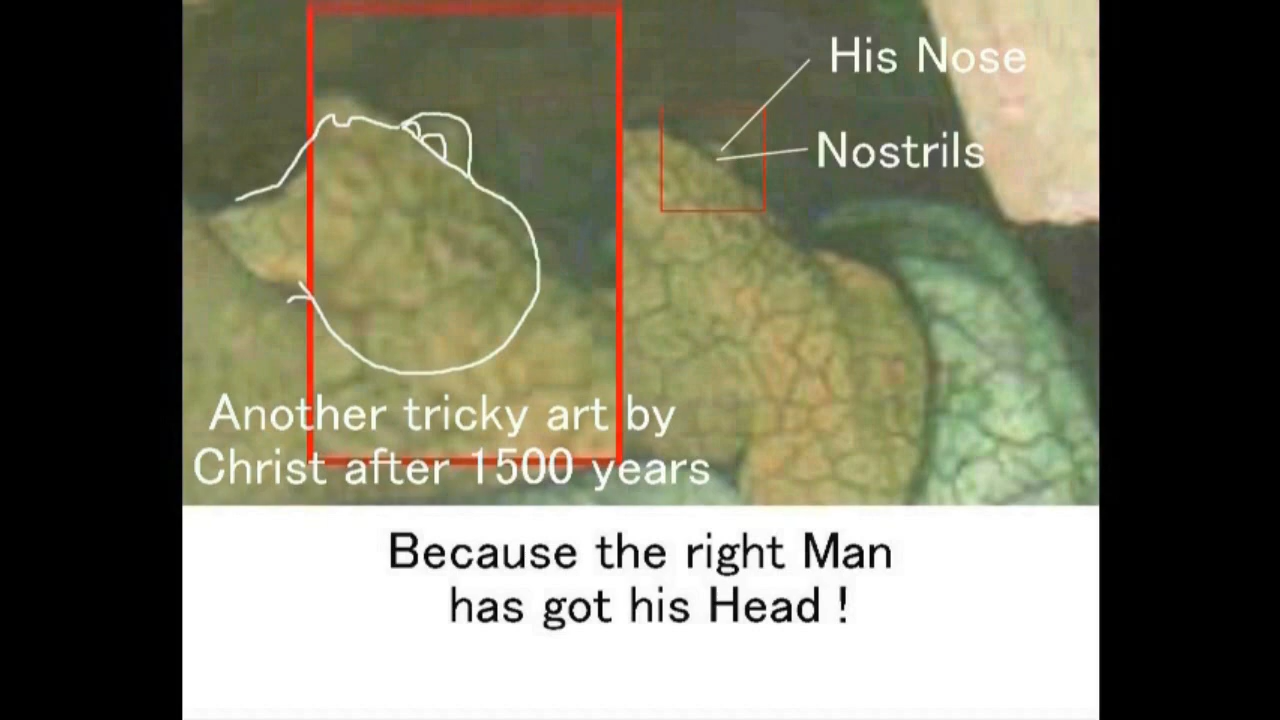 His Nose
Nostrils
Another tricky art by
Christ after 1500 years
Because the right Man
has got his Head !